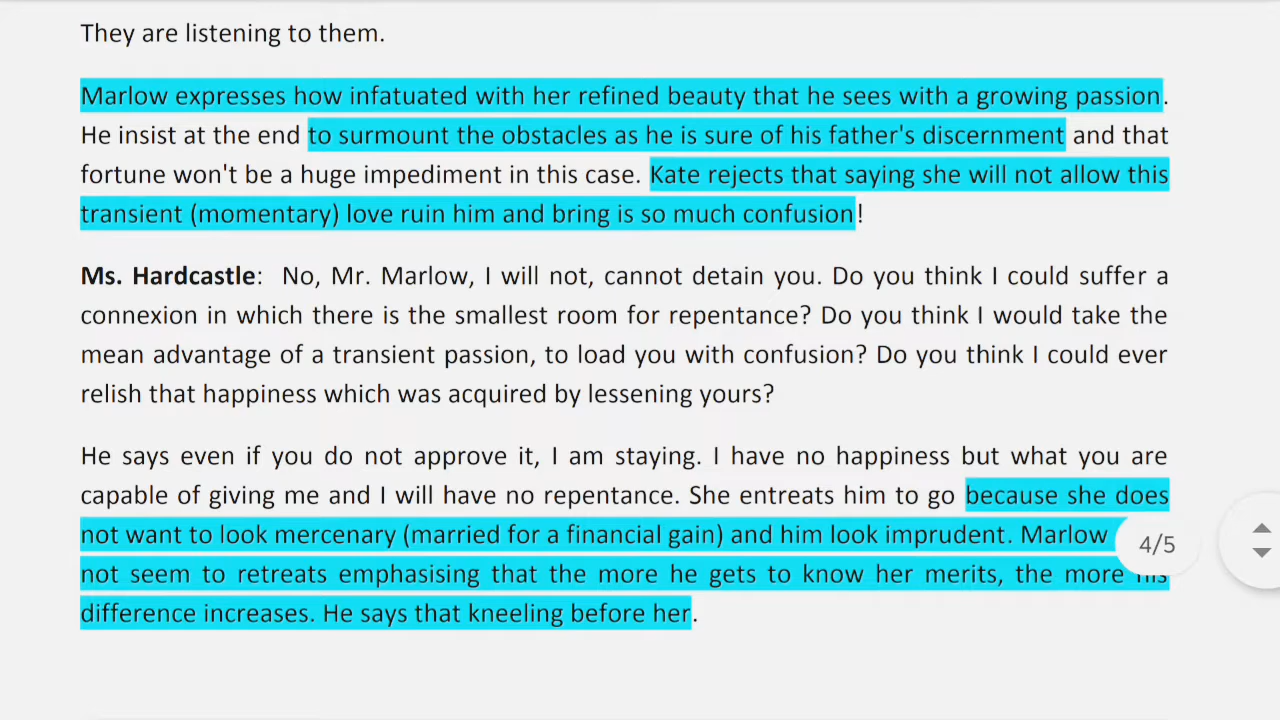 They are listening to them.
Marlow expresses how infatuated with her refined beauty that he sees with a growing passion.
He insist at the end to surmount the obstacles as he is sure of his father's discernment and that
fortune won't be a huge impediment in this case. Kate rejects that saying she will not allow this
transient (momentary) love ruin him and bring is so much confusion!
Ms. Hardcastle: No, Mr. Marlow, I will not, cannot detain you. Do you think I could suffer a
connexion in which there is the smallest room for repentance? Do you think I would take the
mean advantage of a transient passion, to load you with confusion? Do you think I could ever
relish that happiness which was acquired by lessening yours?
He says even if you do not approve it, I am staying. I have no happiness but what you are
capable of giving me and I will have no repentance. She entreats him to go because she does
not want to look mercenary (married for a financial gain) and him look imprudent. Marlow
4/5
not seem to retreats emphasising that the more he gets to know her merits, the more
difference increases. He says that kneeling before her.